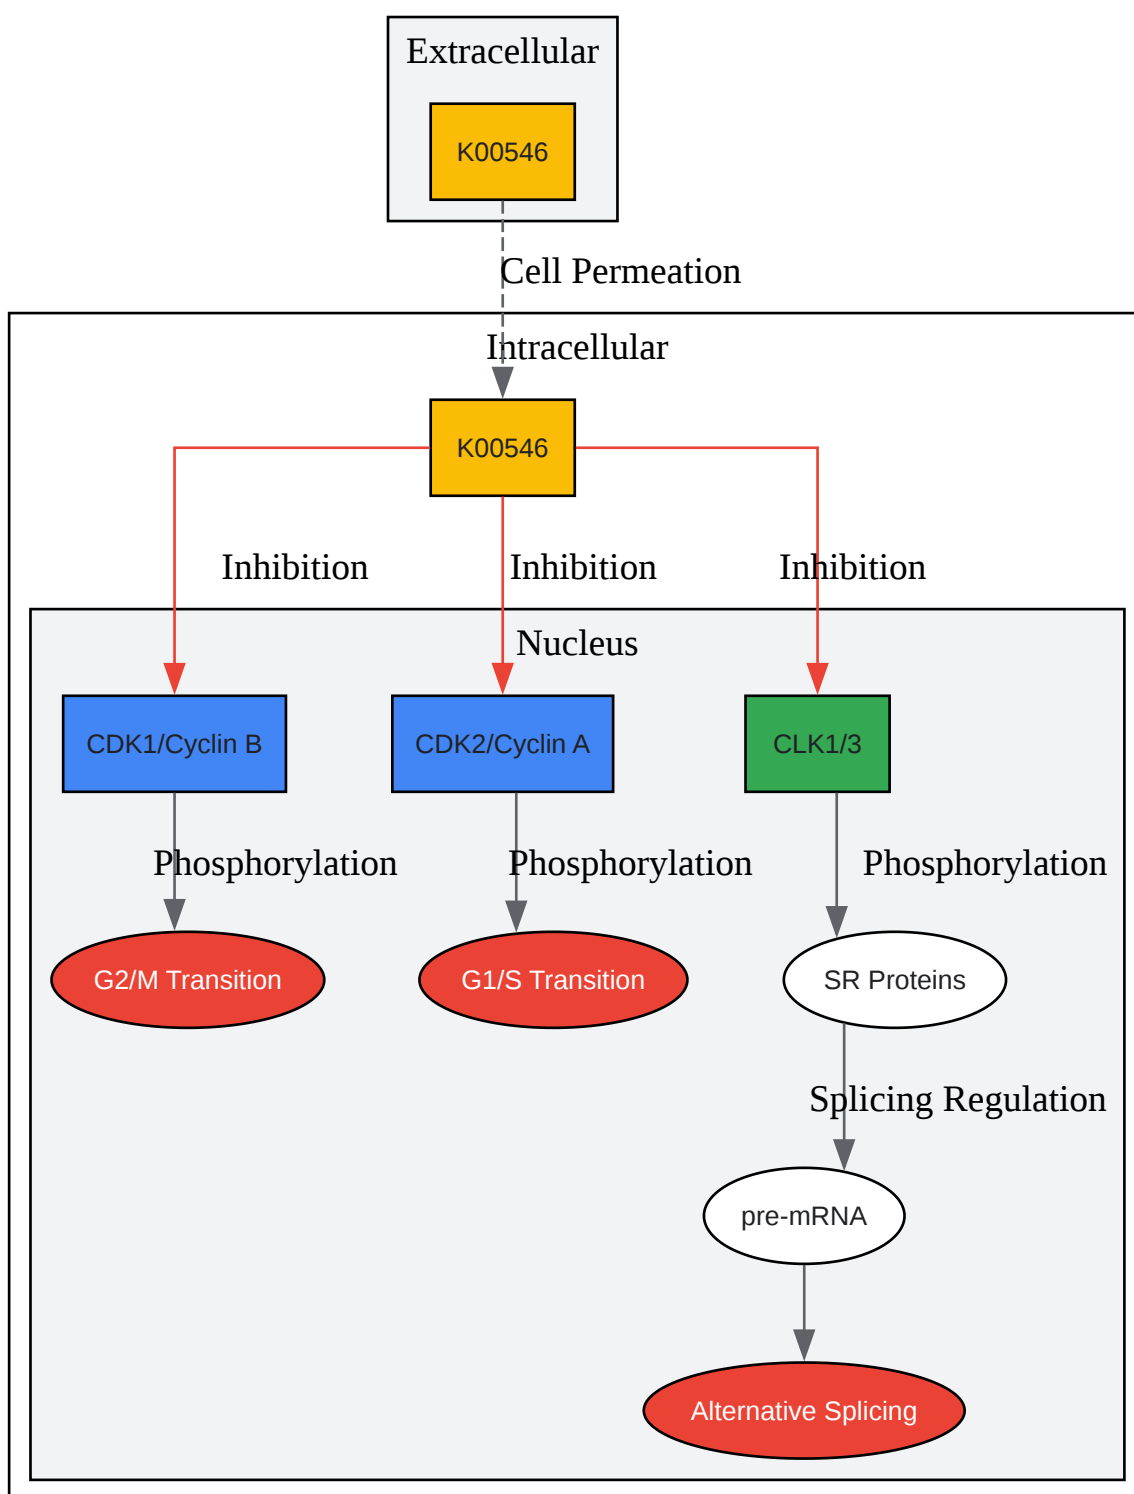 Extracellular
K00546
Cell Permeation
Intracellular
K00546
Inhibition
Inhibition
Inhibition
Nucleus
CDK1/Cyclin B
CDK2/Cyclin A
CLK1/3
Phosphorylation
Phosphorylation
Phosphorylation
G2/M Transition
G1/S Transition
SR Proteins
Splicing Regulation
pre-mRNA
Alternative Splicing